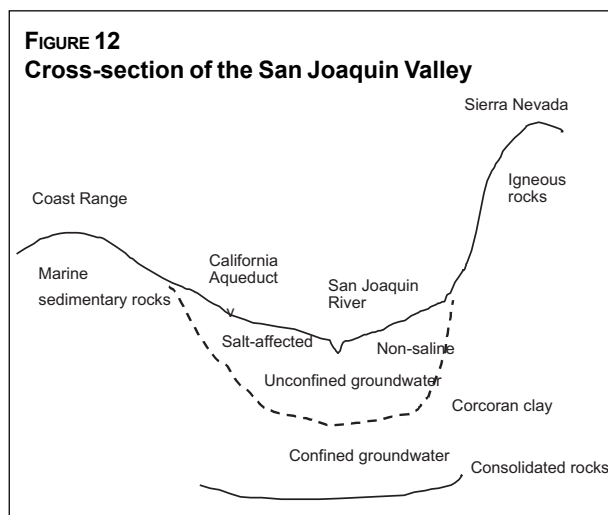 FIGURE 12
Cross-section of the San Joaquin Valley
Sierra Nevada
Igneous
rocks
Coast Range
California
Aqueduct
San Joaquin
River
Marine
sedimentary rocks
Salt-affected
Non-saline
Unconfined groundwater
Corcoran clay
Confined groundwater
Consolidated rocks